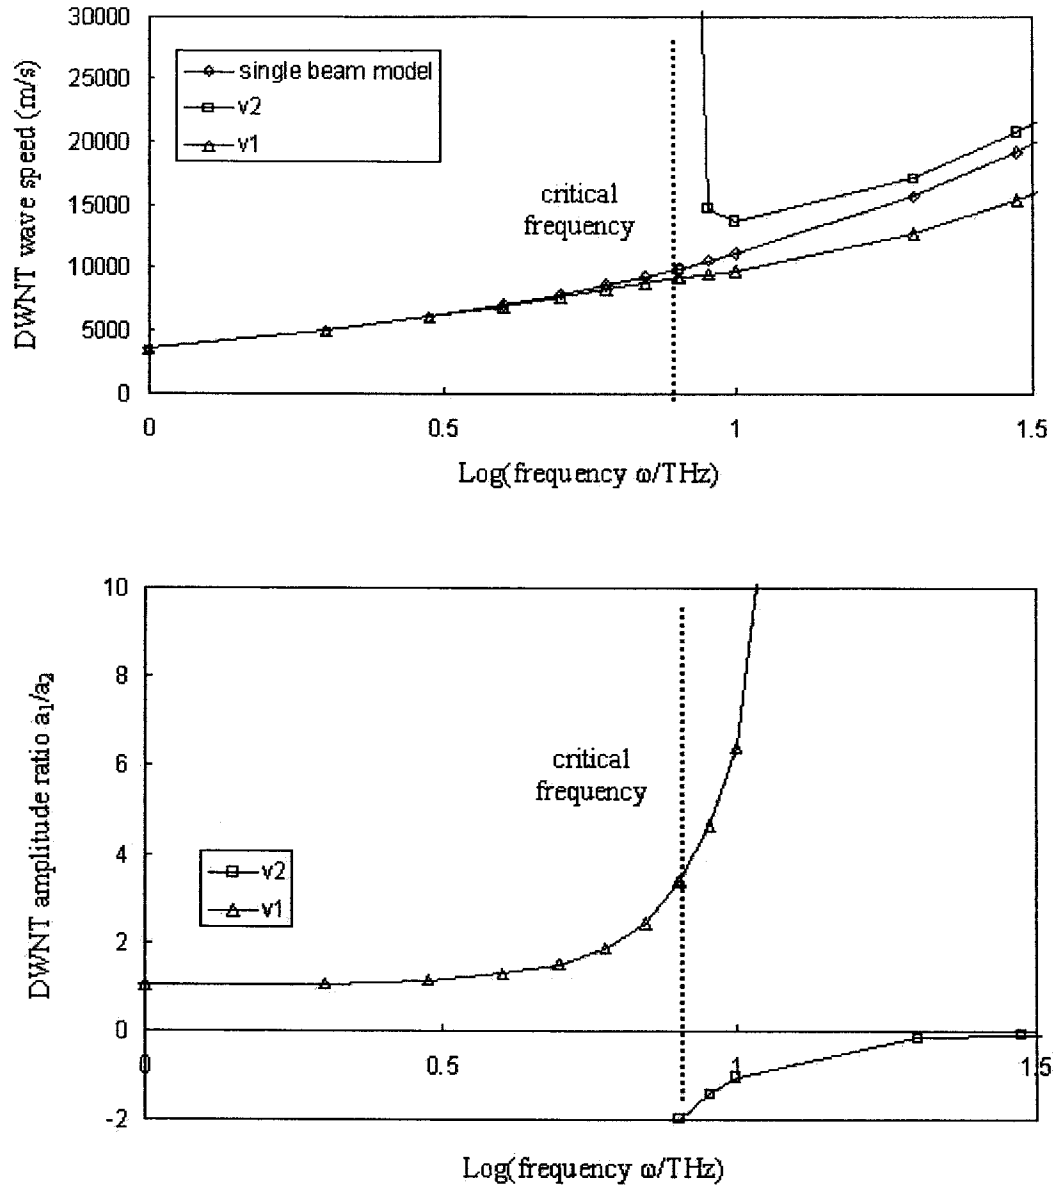 30000
25000
20000
15000
10000
5000
0
DWNT wave speed (m/s)
single beam model
v2
v1
critical
frequency
0
0.5
1
1.5
Log(frequency ω/THz)
10
8
6
4
2
0
-2
DWNT amplitude ratio a1/a2
critical
frequency
v2
v1
0
0.5
1
1.5
Log(frequency ω/THz)